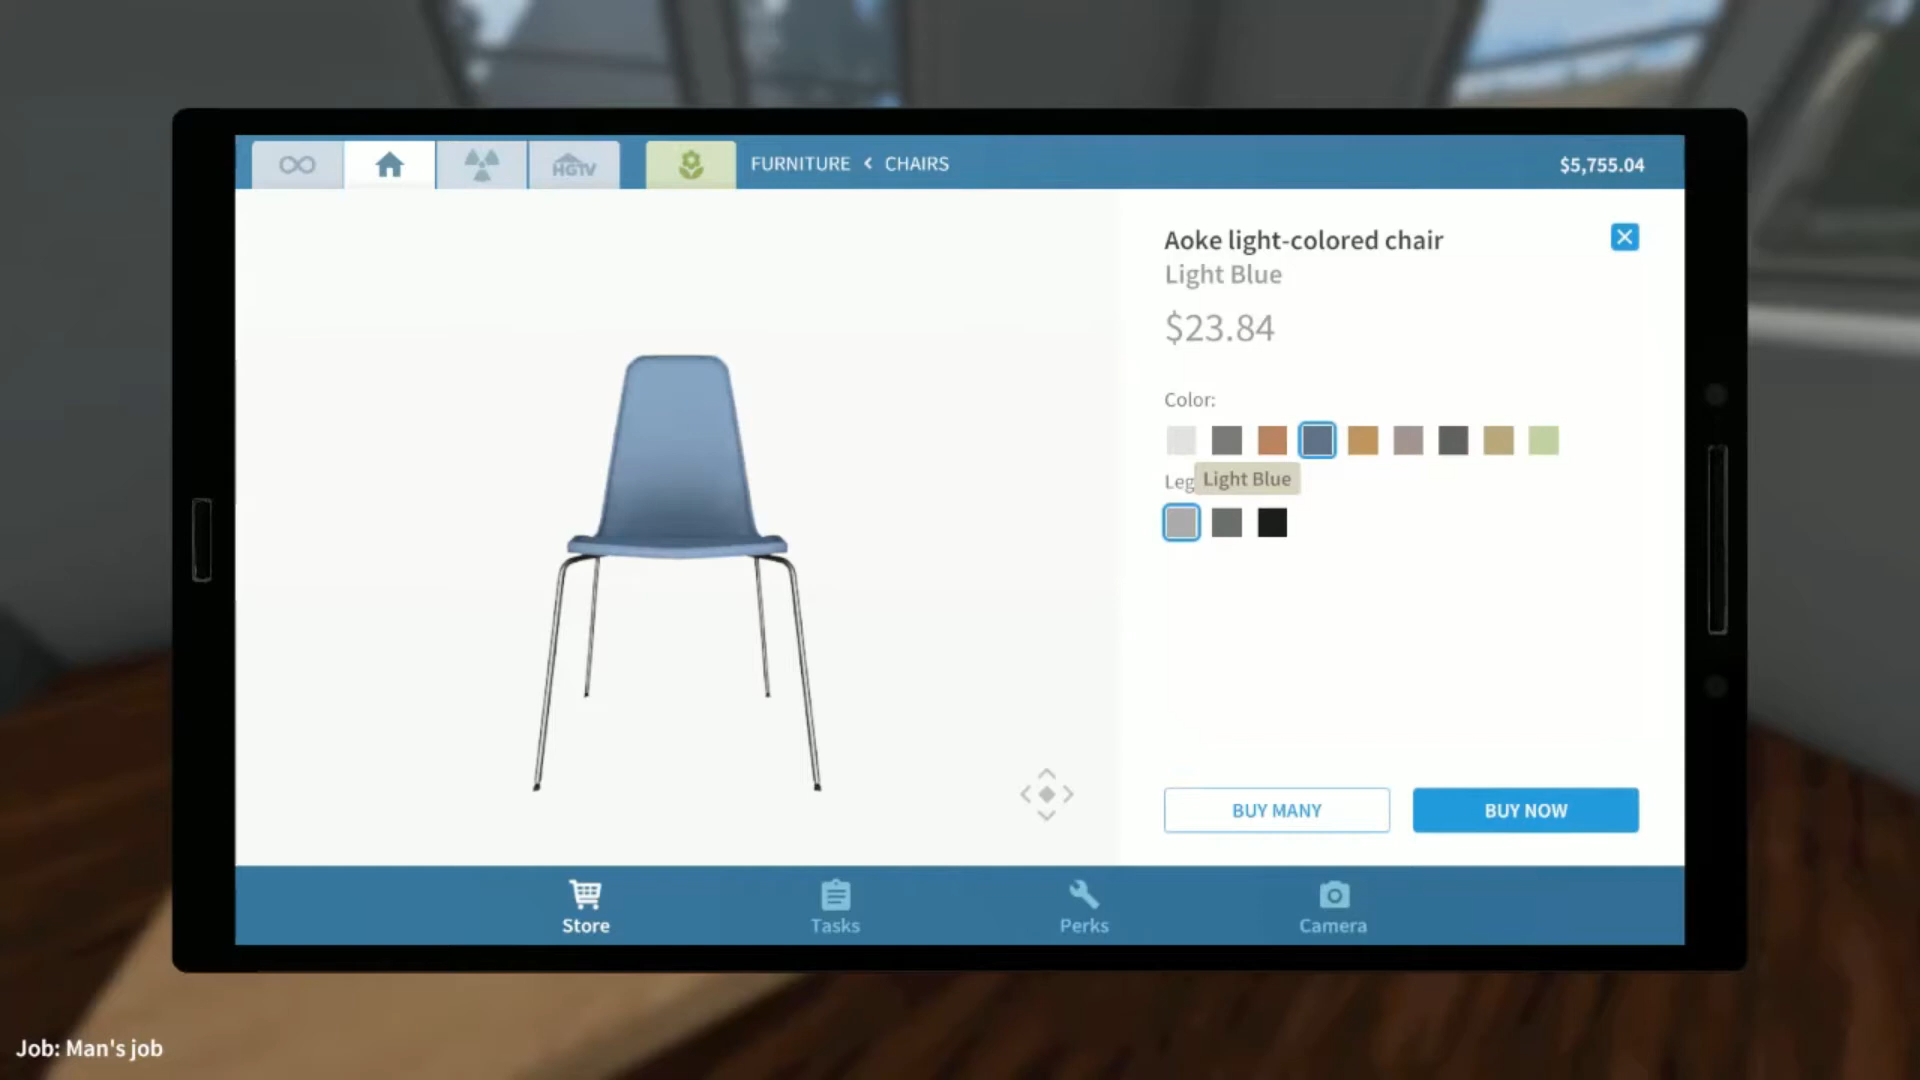 HGTV
FURNITURE < CHAIRS
$5,755.04
Aoke light-colored chair
Light Blue
$23.84
Color:
Leg
Light Blue
BUY MANY
BUY NOW
Store
Tasks
Perks
Camera
Job: Man's job